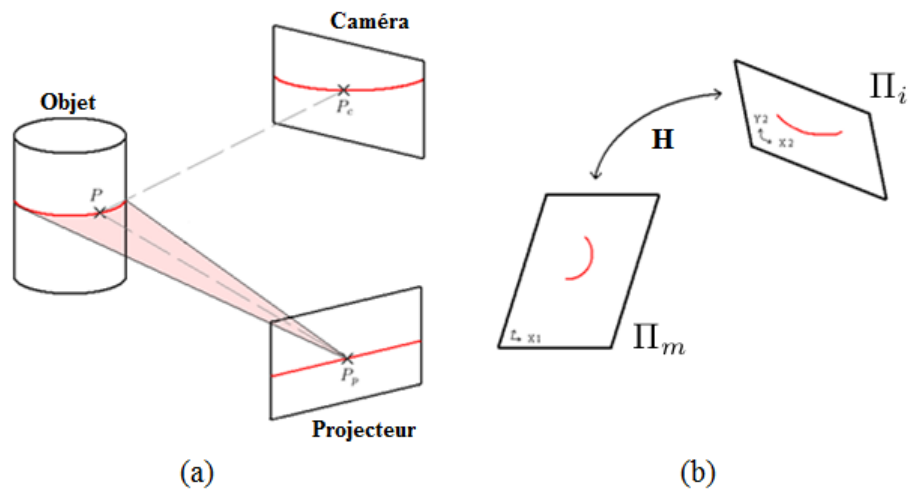 Caméra
P_c
Objet
P
P_p
Projecteur
(a)
Π_i
Y2
X2
H
X1
Π_m
(b)